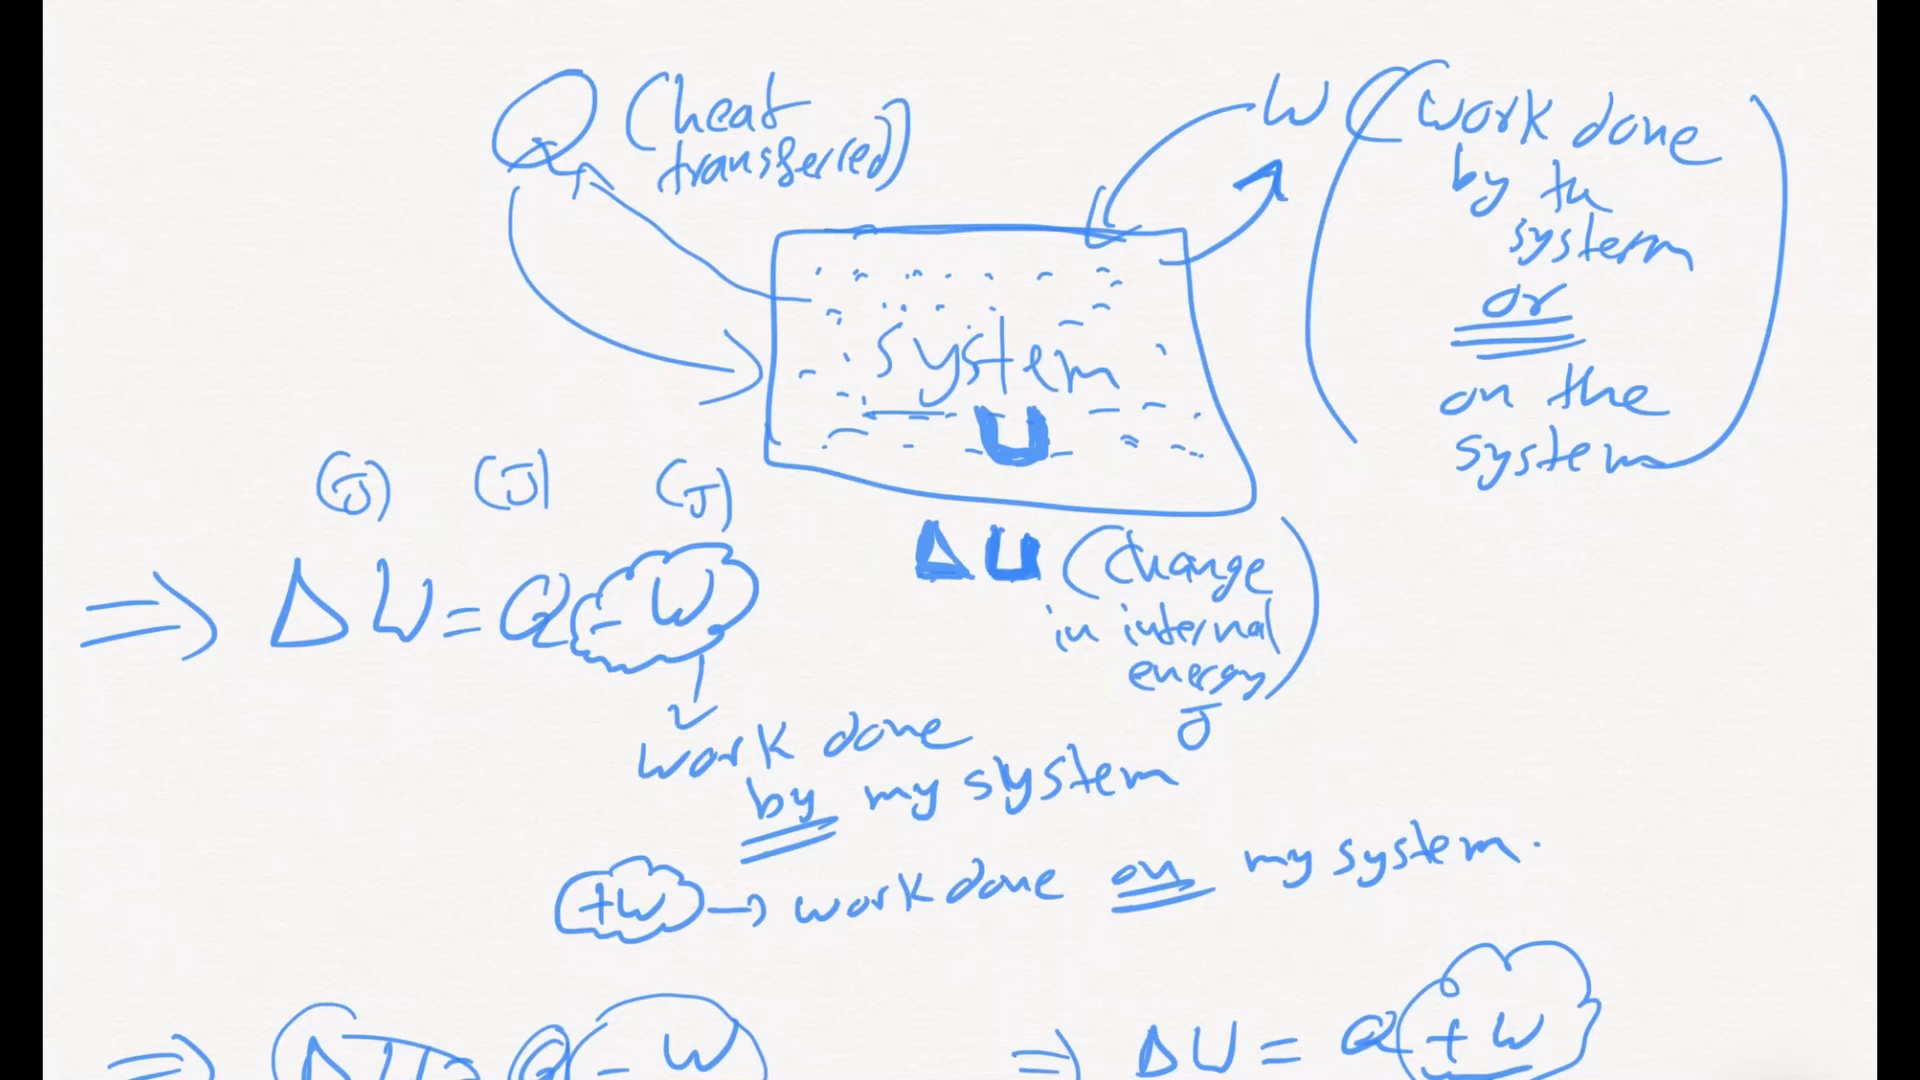 Q (heat
transferred)
W (work done
by the
system
or
on the
system)
system
U
(J) (J) (J)
⇒ ΔU = Q - W
ΔU (change
in internal
energy)
J
work done
by my system
+W → work done on my system.
⇒ ΔU = Q - W
⇒ ΔU = Q + W